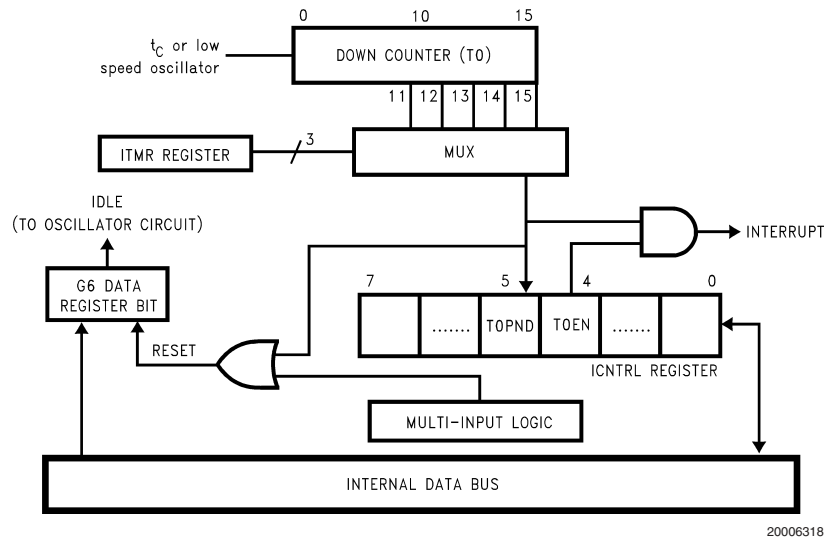 0 10 15
t_C or low
speed oscillator
DOWN COUNTER (T0)
11 12 13 14 15
ITMR REGISTER
3
MUX
IDLE
(TO OSCILLATOR CIRCUIT)
INTERRUPT
G6 DATA
REGISTER BIT
7 5 4 0
....... T0PND T0EN .......
RESET
ICNTRL REGISTER
MULTI-INPUT LOGIC
INTERNAL DATA BUS
20006318